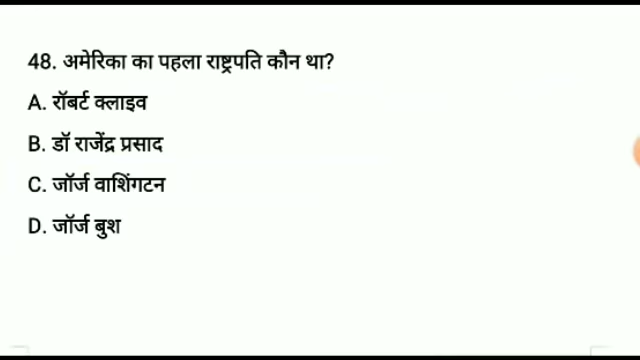 48. अमेरिका का पहला राष्ट्रपति कौन था?
A. रॉबर्ट क्लाइव
B. डॉ राजेंद्र प्रसाद
C. जॉर्ज वाशिंगटन
D. जॉर्ज बुश